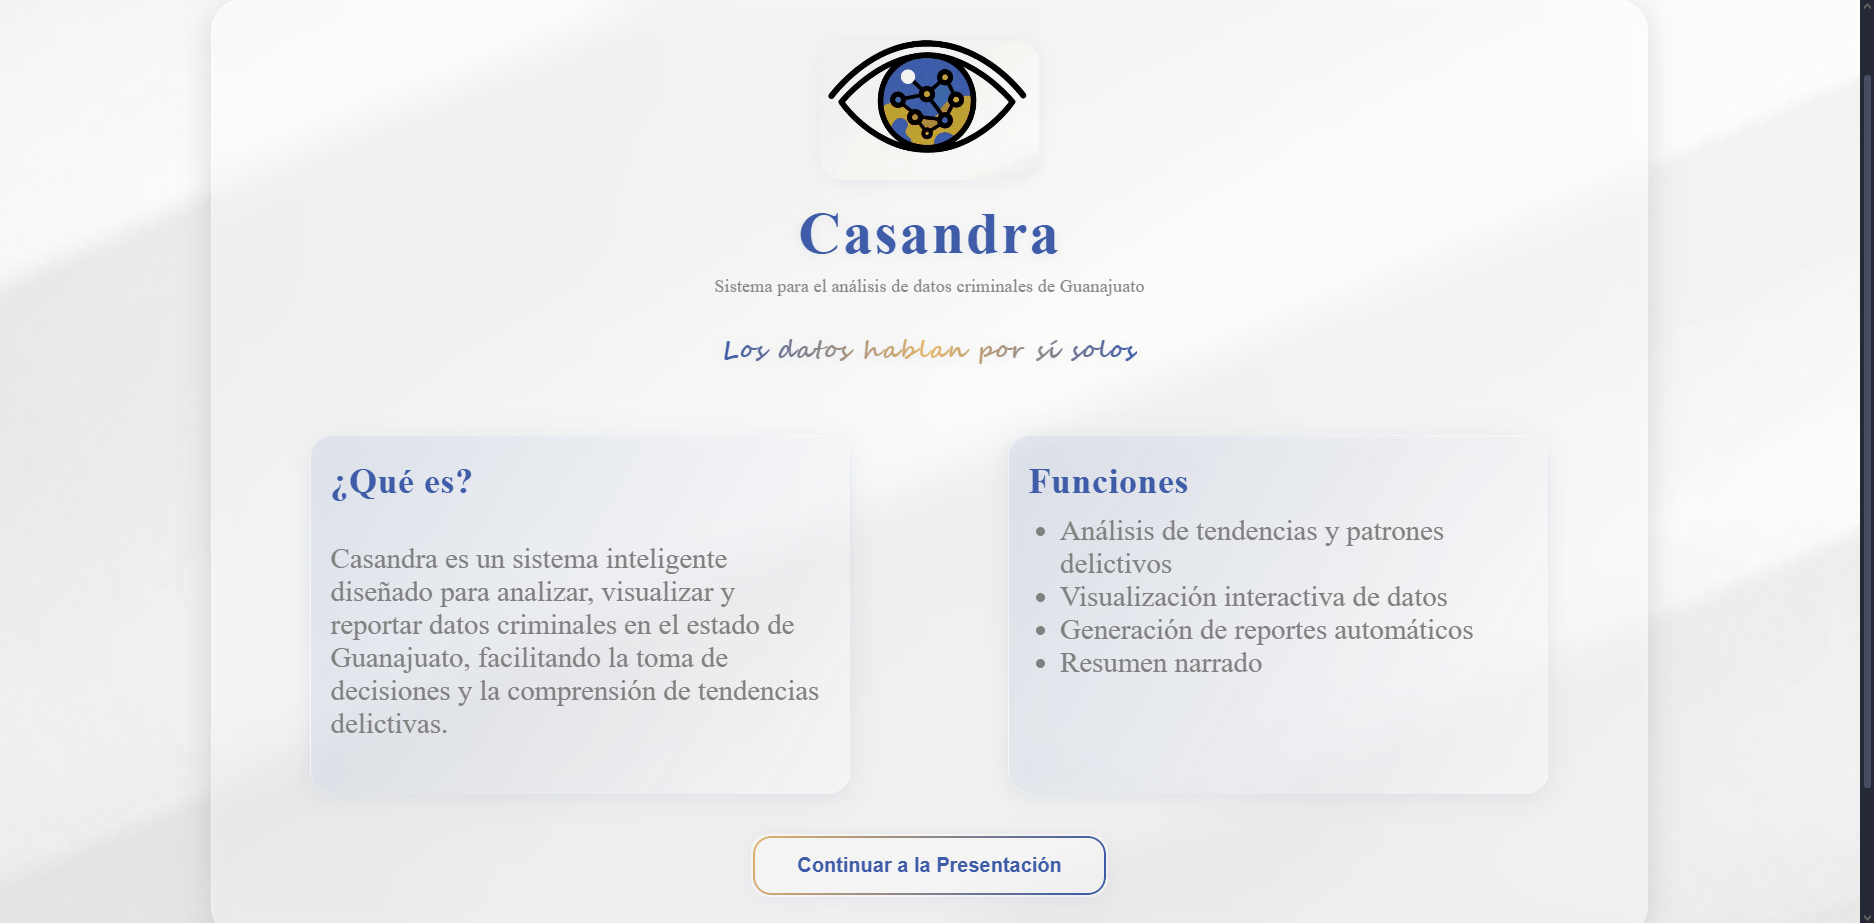 Casandra
Sistema para el análisis de datos criminales de Guanajuato
Los datos hablan por sí solos
¿Qué es?
Casandra es un sistema inteligente
diseñado para analizar, visualizar y
reportar datos criminales en el estado de
Guanajuato, facilitando la toma de
decisiones y la comprensión de tendencias
delictivas.
Funciones
• Análisis de tendencias y patrones
delictivos
• Visualización interactiva de datos
• Generación de reportes automáticos
• Resumen narrado
Continuar a la Presentación